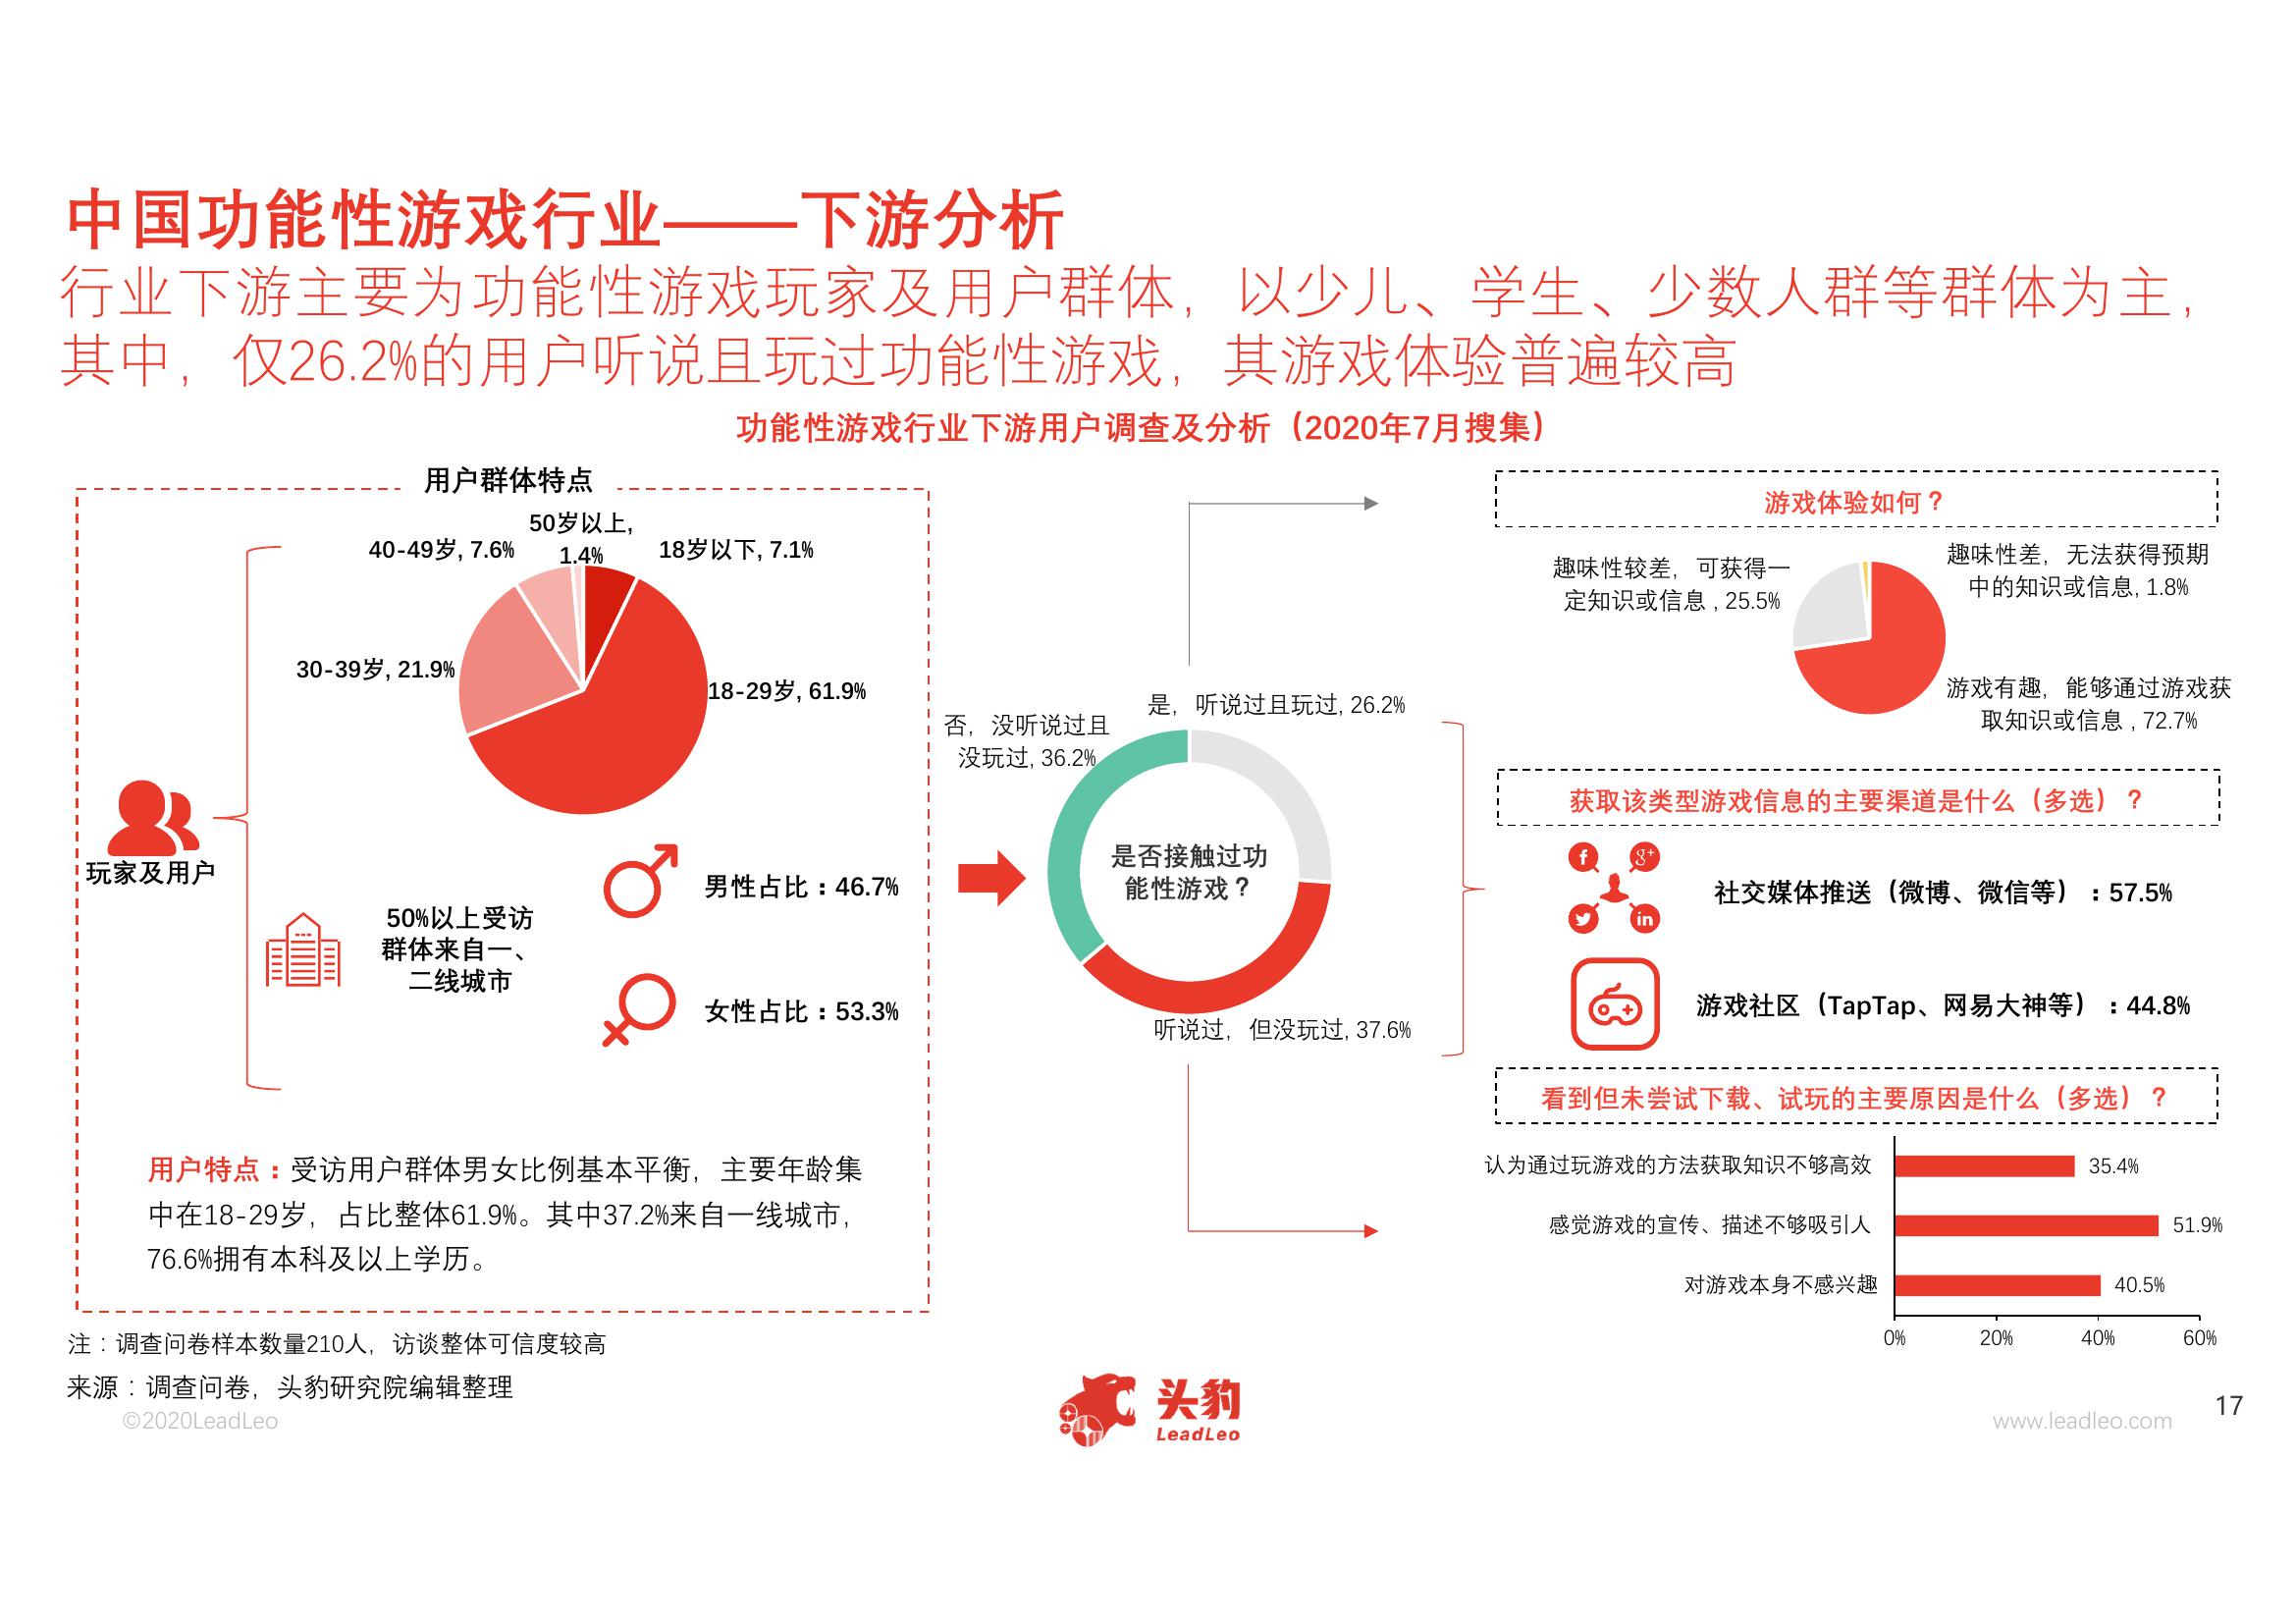 中国功能性游戏行业——下游分析
行业下游主要为功能性游戏玩家及用户群体，以少儿、学生、少数人群等群体为主，
其中，仅26.2%的用户听说且玩过功能性游戏，其游戏体验普遍较高
功能性游戏行业下游用户调查及分析（2020年7月搜集）
用户群体特点
50岁以上,
1.4%
40-49岁, 7.6%
18岁以下, 7.1%
30-39岁, 21.9%
18-29岁, 61.9%
玩家及用户
50%以上受访
群体来自一、
二线城市
男性占比：46.7%
女性占比：53.3%
用户特点：受访用户群体男女比例基本平衡，主要年龄集
中在18-29岁，占比整体61.9%。其中37.2%来自一线城市，
76.6%拥有本科及以上学历。
否，没听说过且
没玩过, 36.2%
是，听说过且玩过, 26.2%
是否接触过功
能性游戏？
听说过，但没玩过, 37.6%
游戏体验如何？
趣味性较差，可获得一
定知识或信息 , 25.5%
趣味性差，无法获得预期
中的知识或信息, 1.8%
游戏有趣，能够通过游戏获
取知识或信息 , 72.7%
获取该类型游戏信息的主要渠道是什么（多选）？
f
g+
in
社交媒体推送（微博、微信等）：57.5%
游戏社区（TapTap、网易大神等）：44.8%
看到但未尝试下载、试玩的主要原因是什么（多选）？
认为通过玩游戏的方法获取知识不够高效
35.4%
感觉游戏的宣传、描述不够吸引人
51.9%
对游戏本身不感兴趣
40.5%
0%
20%
40%
60%
注：调查问卷样本数量210人，访谈整体可信度较高
来源：调查问卷，头豹研究院编辑整理
©2020LeadLeo
头豹
LeadLeo
www.leadleo.com
17